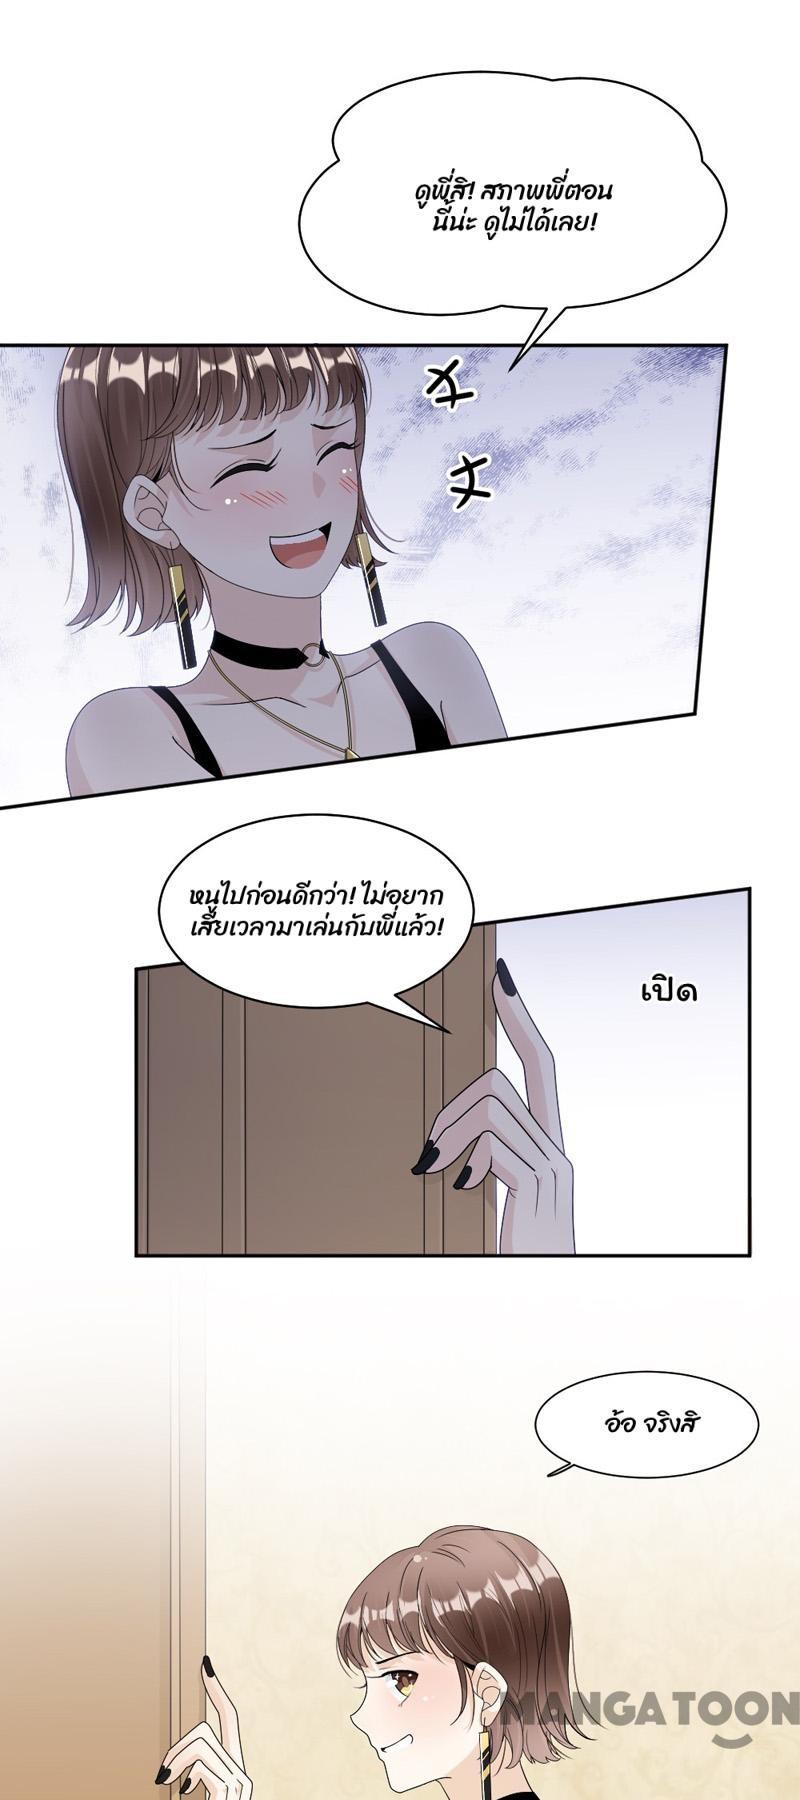 ดูพี่สิ! สภาพพี่ตอน
นี้น่ะ ดูไม่ได้เลย!
หนูไปก่อนดีกว่า! ไม่อยาก
เสียเวลามาเล่นกับพี่แล้ว!
เปิด
อ้อ จริงสิ
MANGA TOON